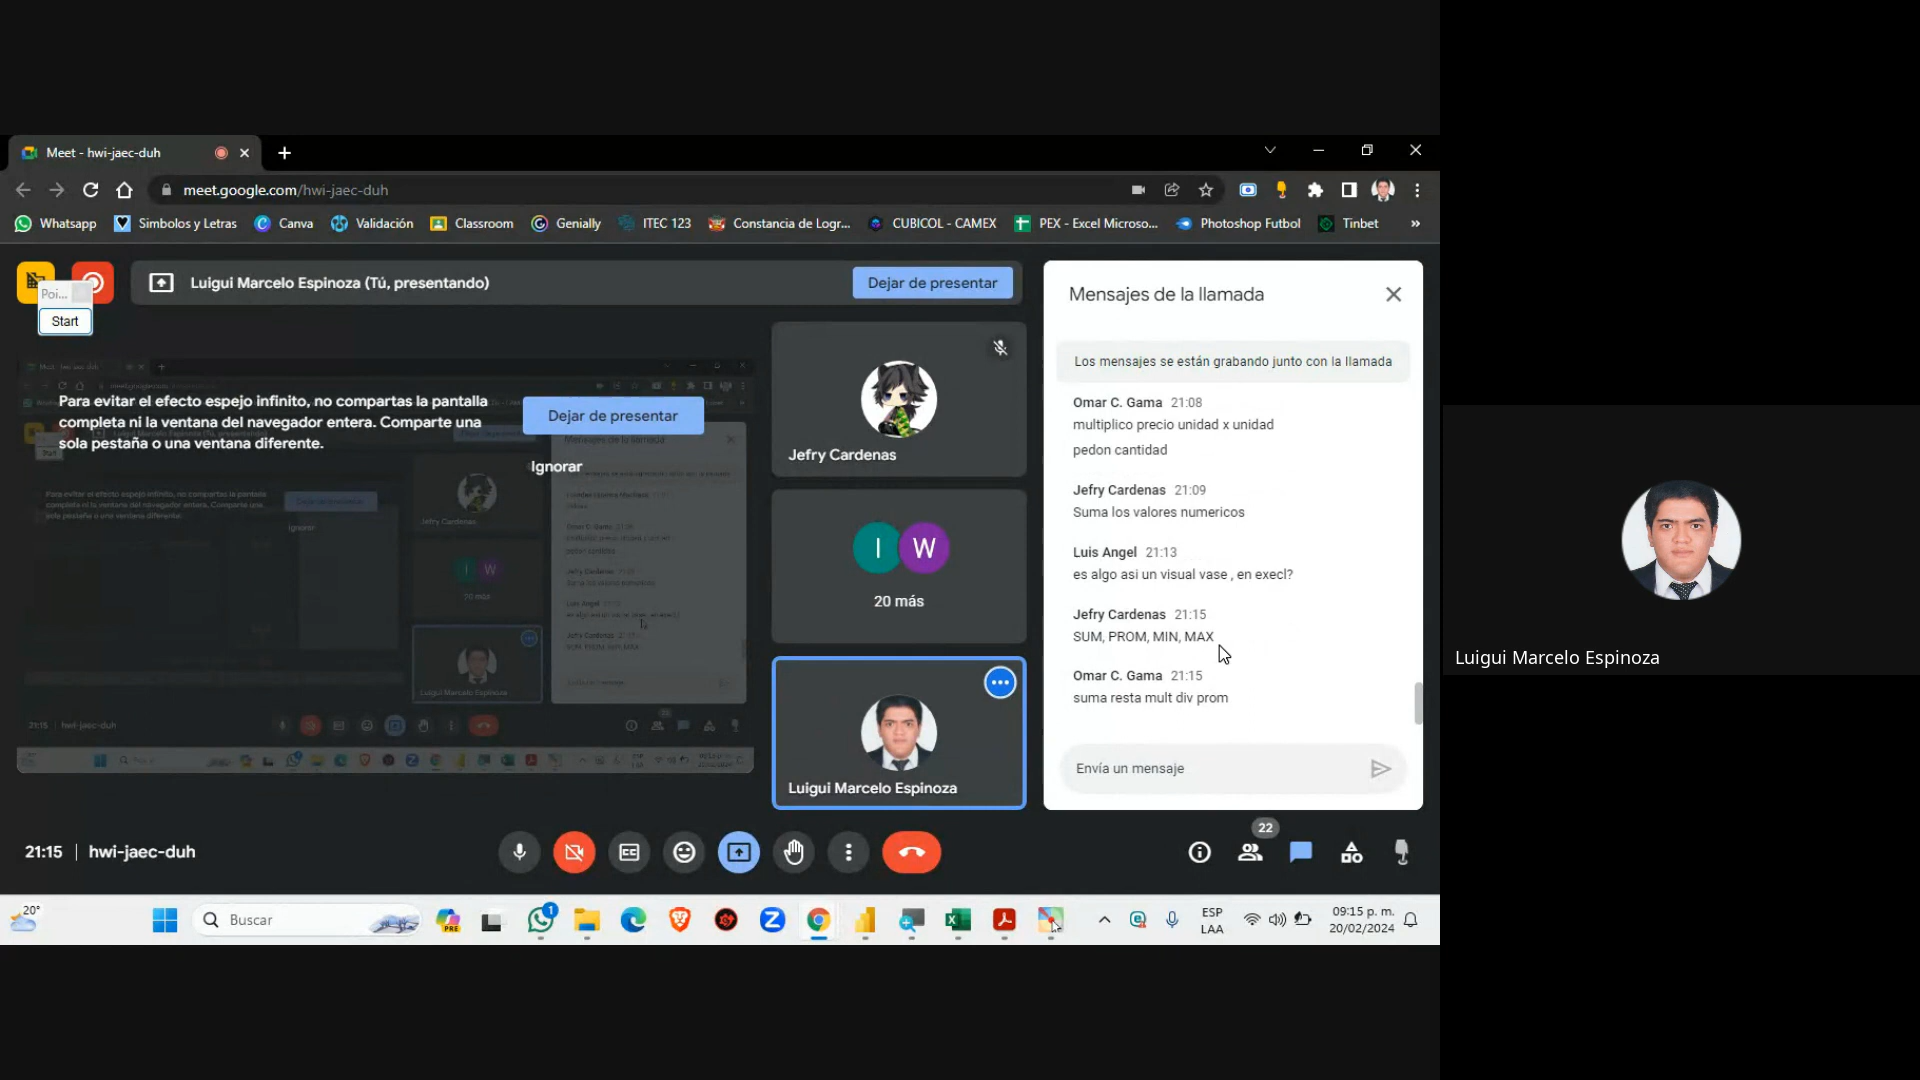 Meet - hwi-jaec-duh
meet.google.com/hwi-jaec-duh
Whatsapp
Simbolos y Letras
Canva
Validación
Classroom
Genially
ITEC 123
Constancia de Logr...
CUBICOL - CAMEX
PEX - Excel Microso...
Photoshop Futbol
Tinbet
»
Poi...
Start
Luigui Marcelo Espinoza (Tú, presentando)
Dejar de presentar
Para evitar el efecto espejo infinito, no compartas la pantalla
completa ni la ventana del navegador entera. Comparte una
sola pestaña o una ventana diferente.
Dejar de presentar
Ignorar
Jefry Cardenas
I W
20 más
Luigui Marcelo Espinoza
Mensajes de la llamada
Los mensajes se están grabando junto con la llamada
Omar C. Gama 21:08
multiplico precio unidad x unidad
pedon cantidad
Jefry Cardenas 21:09
Suma los valores numericos
Luis Angel 21:13
es algo asi un visual vase , en execl?
Jefry Cardenas 21:15
SUM, PROM, MIN, MAX
Omar C. Gama 21:15
suma resta mult div prom
Envía un mensaje
Luigui Marcelo Espinoza
21:15 | hwi-jaec-duh
22
20°
Buscar
PRE
1
ESP
LAA
09:15 p. m.
20/02/2024